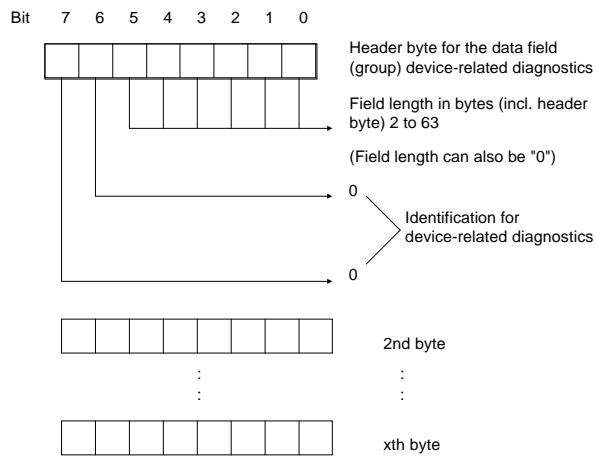 Bit 7 6 5 4 3 2 1 0
Header byte for the data field
(group) device-related diagnostics
Field length in bytes (incl. header
byte) 2 to 63
(Field length can also be "0")
0
Identification for
device-related diagnostics
0
2nd byte
: :
: :
xth byte